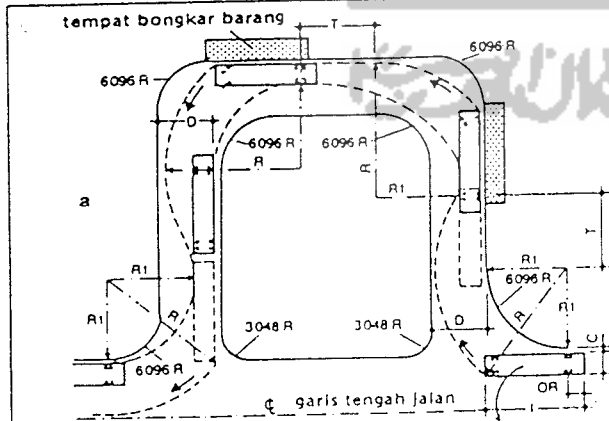 tempat bongkar barang
T
6096 R
6096 R
D
6096 R
6096 R
R
R
a
R1
T
R1
R1
6096 R
R1
R
R
R1
3048 R
3048 R
D
C
6096 R
OR
℄ garis tengah jalan